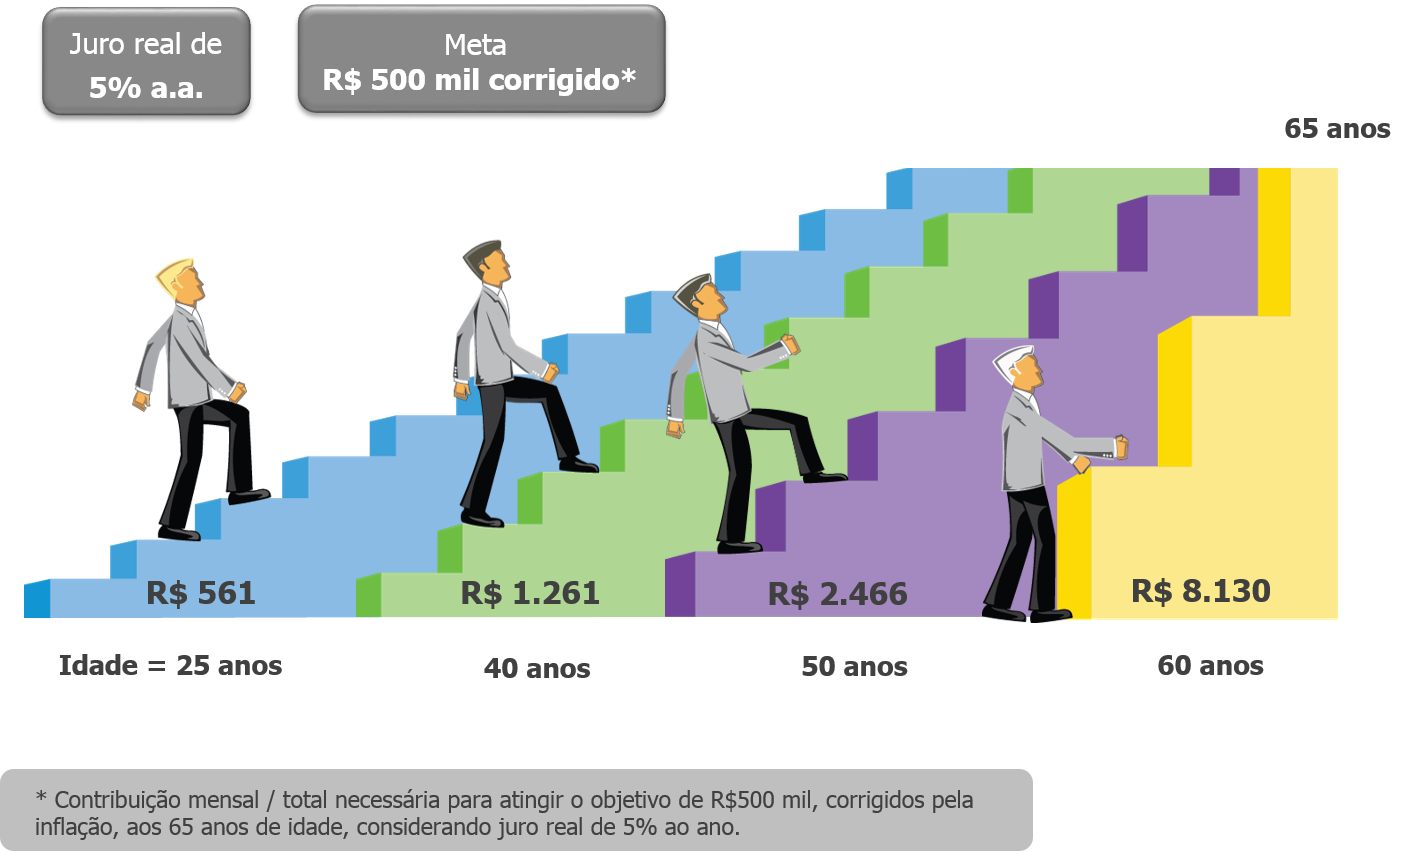 Juro real de
5% a.a.
Meta
R$ 500 mil corrigido*
65 anos
R$ 561
R$ 1.261
R$ 2.466
R$ 8.130
Idade = 25 anos
40 anos
50 anos
60 anos
* Contribuição mensal / total necessária para atingir o objetivo de R$500 mil, corrigidos pela
inflação, aos 65 anos de idade, considerando juro real de 5% ao ano.